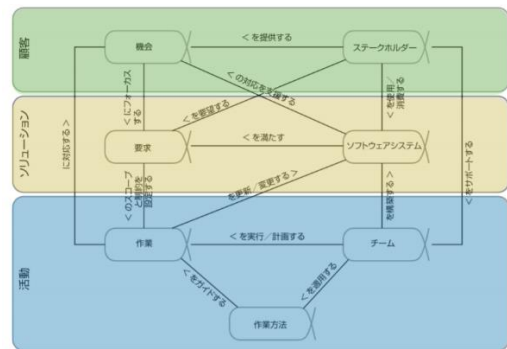 顧客
機会
< を提供する
ステークホルダー
< にフォーカス
する
< の対応を支援する
< を要望する
< を使用／
消費する
ソリューション
に対応する >
要求
< を満たす
ソフトウェアシステム
< をサポートする
< のスコープ
と制約を
設定する
を更新／変更する >
を構築する >
活動
作業
< を実行／計画する
チーム
< をガイドする
< を適用する
作業方法